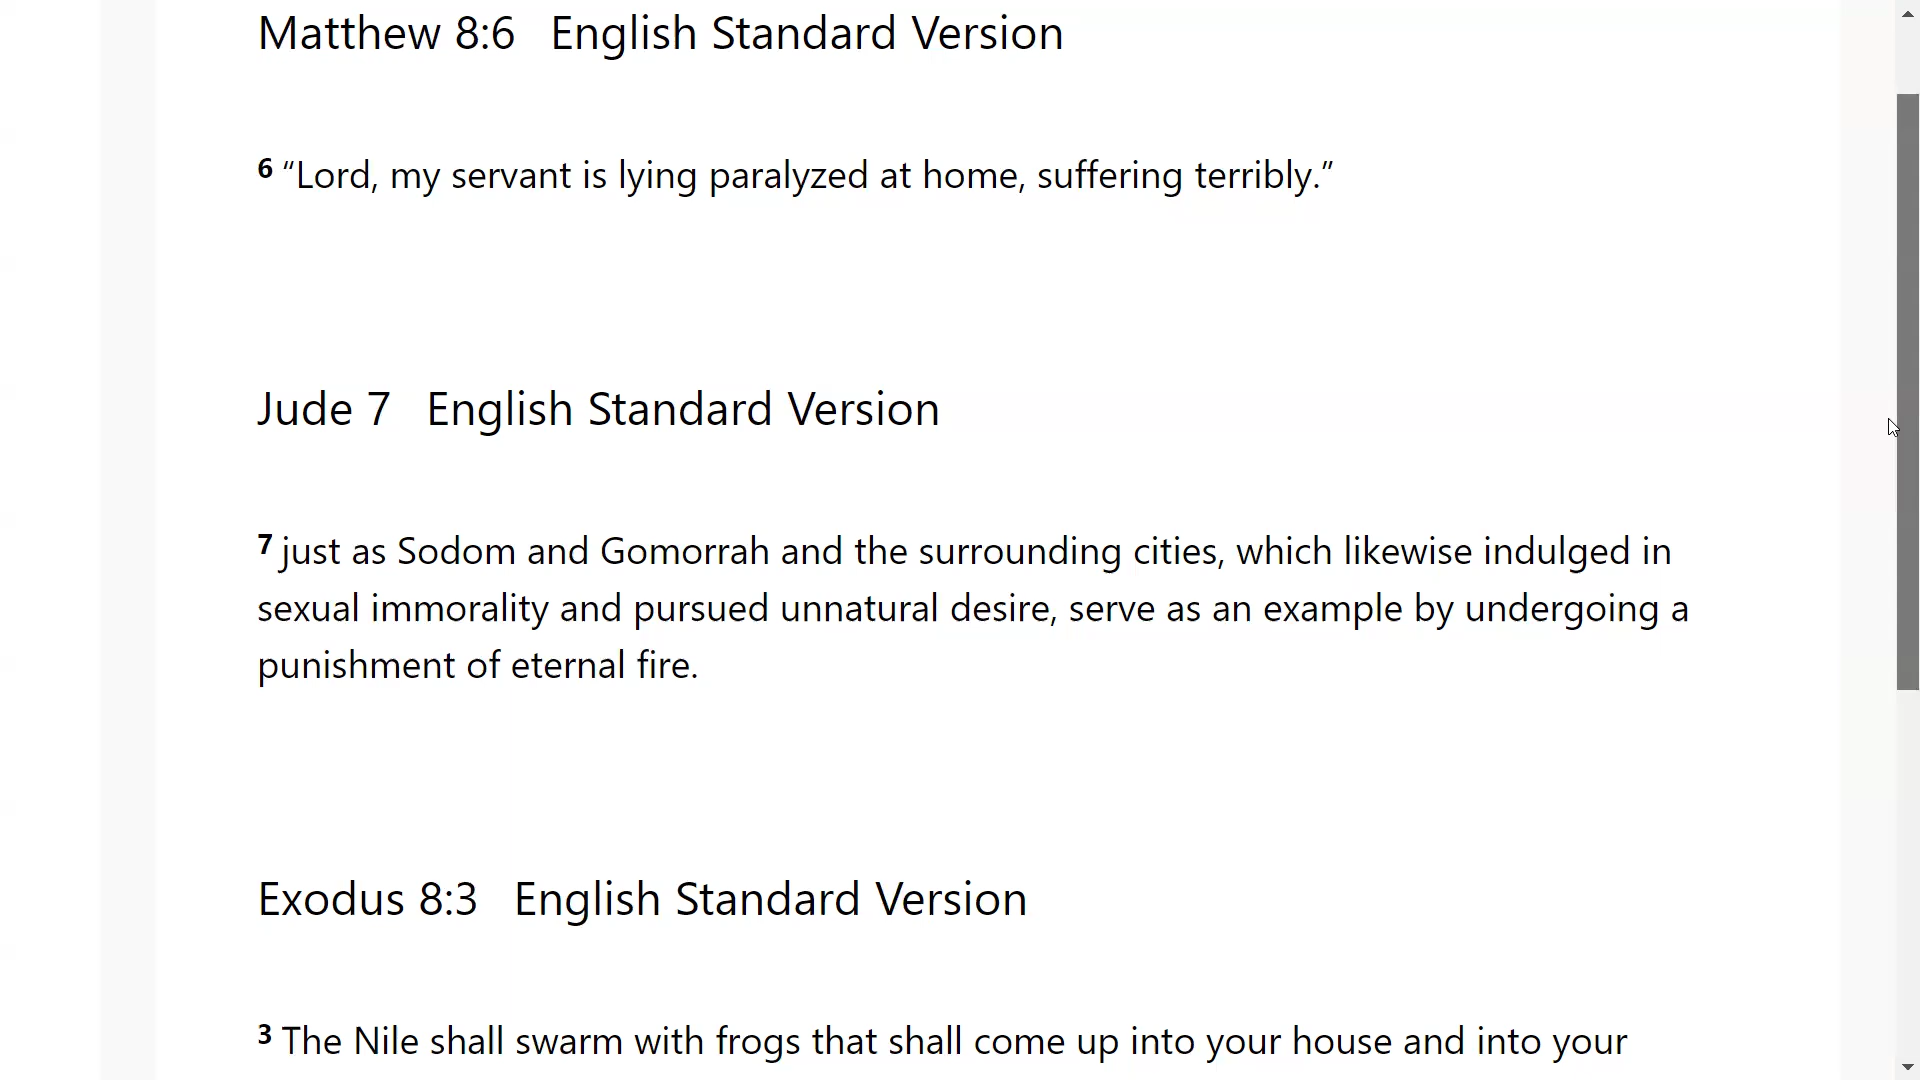 Matthew 8:6 English Standard Version
6 “Lord, my servant is lying paralyzed at home, suffering terribly.”
Jude 7 English Standard Version
7 just as Sodom and Gomorrah and the surrounding cities, which likewise indulged in
sexual immorality and pursued unnatural desire, serve as an example by undergoing a
punishment of eternal fire.
Exodus 8:3 English Standard Version
3 The Nile shall swarm with frogs that shall come up into your house and into your